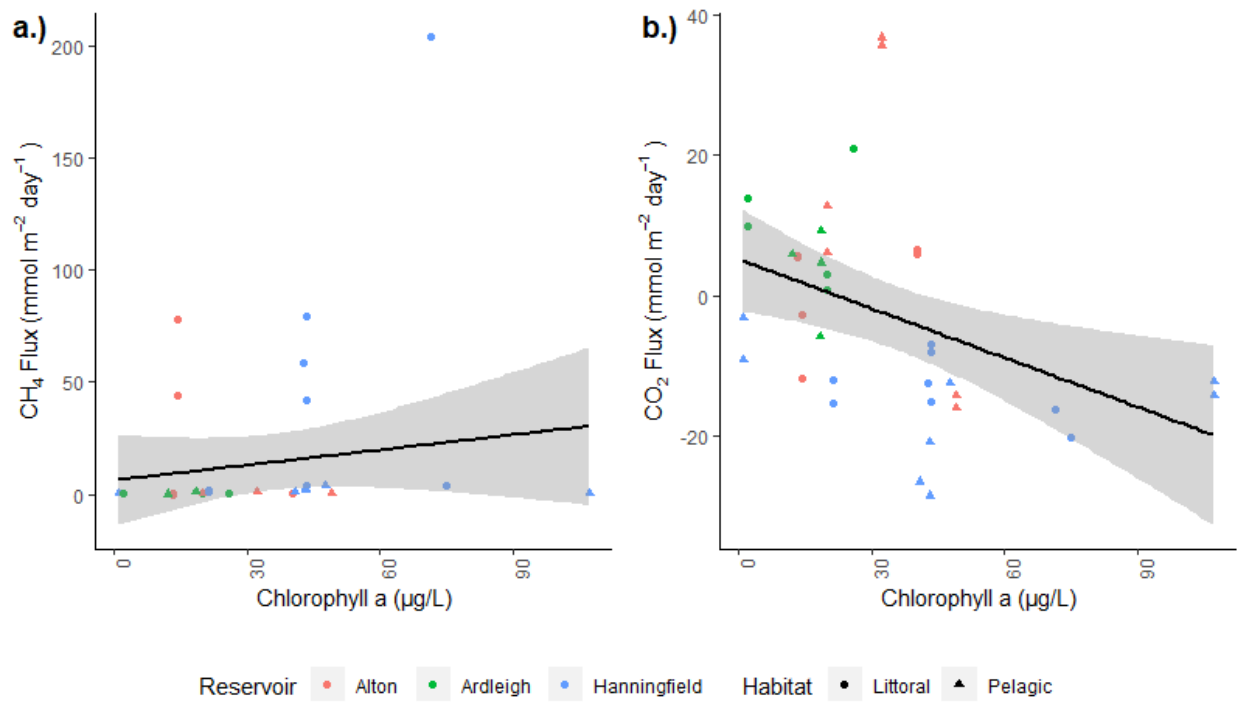 a.)
CH₄ Flux (mmol m⁻² day⁻¹)
200
150
100
50
0
0 30 60 90
Chlorophyll a (µg/L)
b.)
CO₂ Flux (mmol m⁻² day⁻¹)
40
20
0
-20
0 30 60 90
Chlorophyll a (µg/L)
Reservoir Alton Ardleigh Hanningfield Habitat Littoral Pelagic